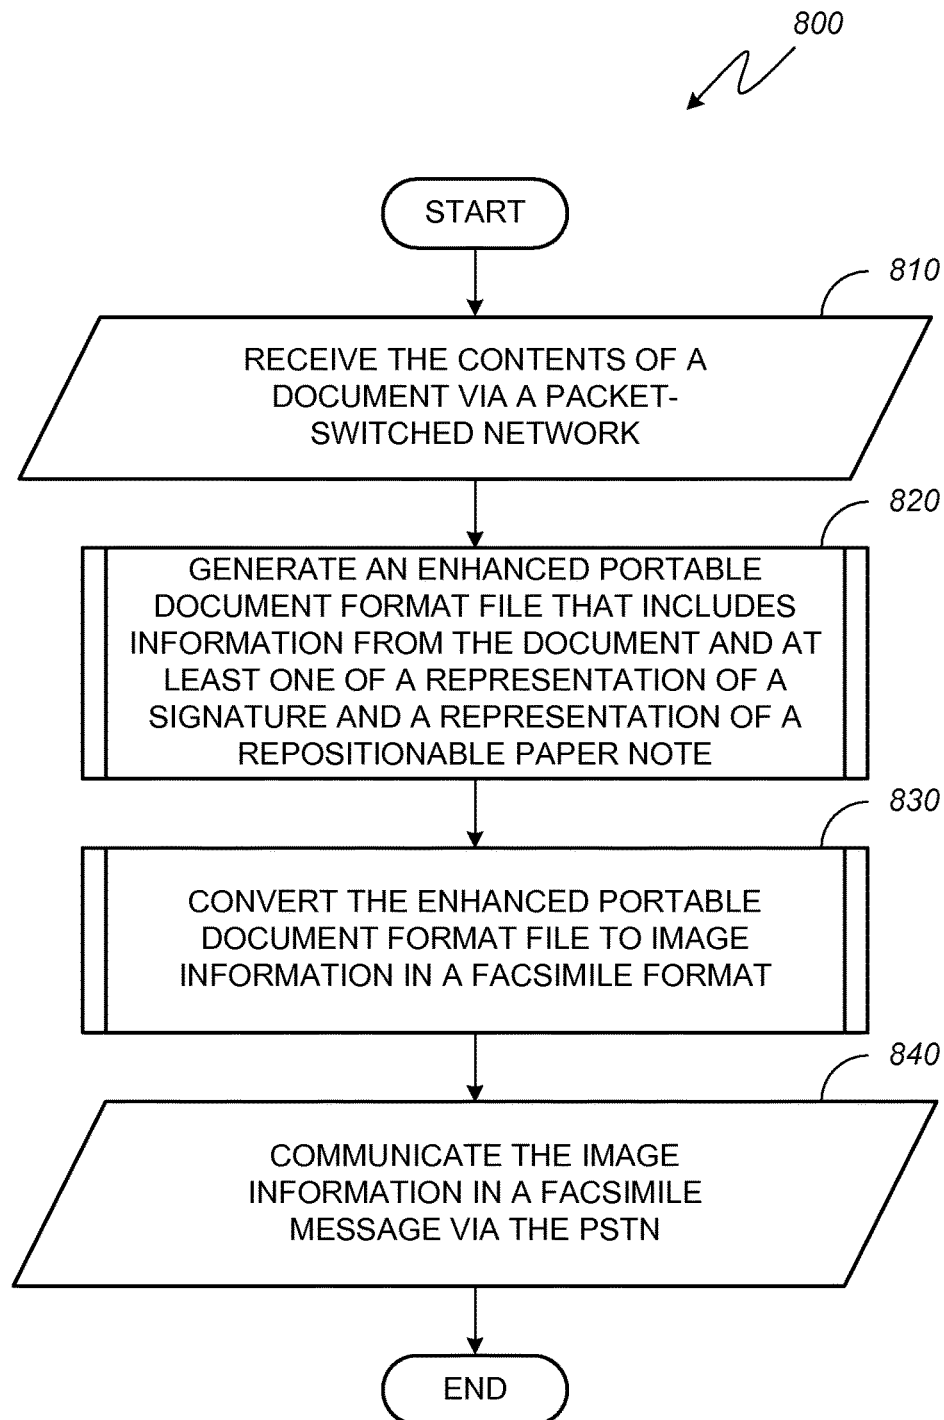 800
START
810
RECEIVE THE CONTENTS OF A
DOCUMENT VIA A PACKET-
SWITCHED NETWORK
820
GENERATE AN ENHANCED PORTABLE
DOCUMENT FORMAT FILE THAT INCLUDES
INFORMATION FROM THE DOCUMENT AND AT
LEAST ONE OF A REPRESENTATION OF A
SIGNATURE AND A REPRESENTATION OF A
REPOSITIONABLE PAPER NOTE
830
CONVERT THE ENHANCED PORTABLE
DOCUMENT FORMAT FILE TO IMAGE
INFORMATION IN A FACSIMILE FORMAT
840
COMMUNICATE THE IMAGE
INFORMATION IN A FACSIMILE
MESSAGE VIA THE PSTN
END